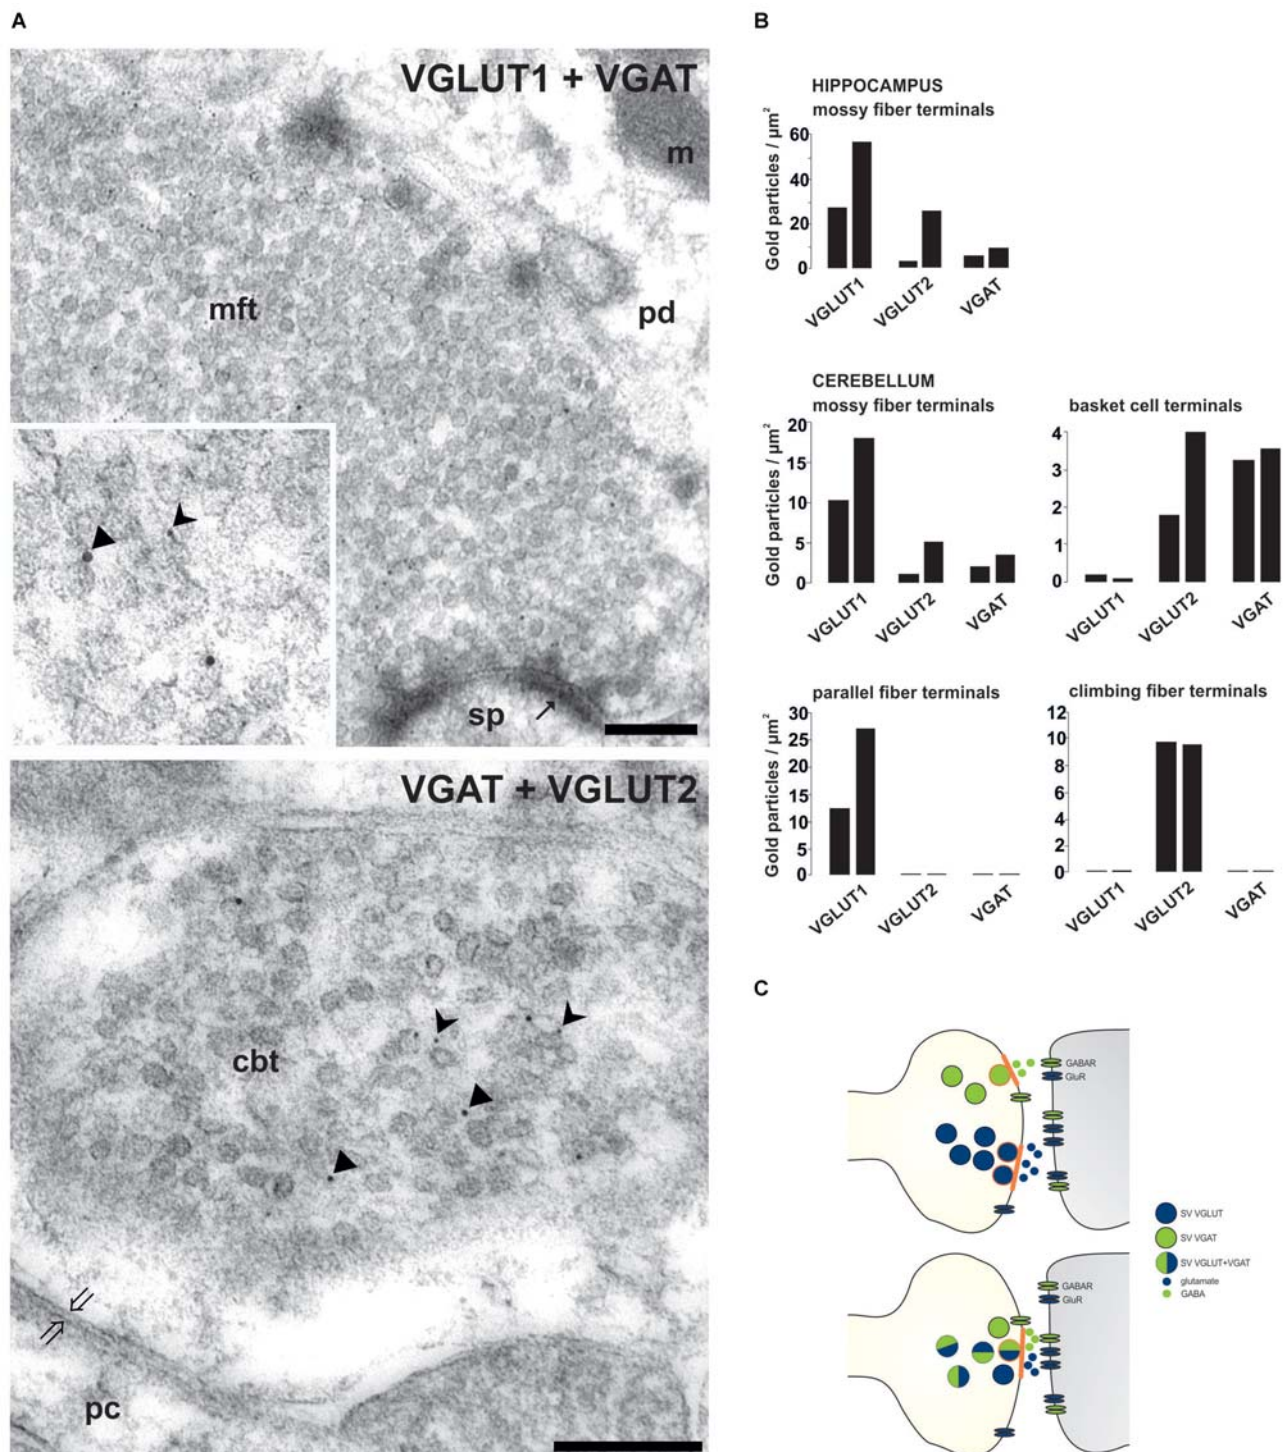 A
VGLUT1 + VGAT
m
mft
pd
sp
VGAT + VGLUT2
cbt
pc
B
HIPPOCAMPUS
mossy fiber terminals
Gold particles / µm²
60
40
20
0
VGLUT1
VGLUT2
VGAT
CEREBELLUM
mossy fiber terminals
Gold particles / µm²
20
15
10
5
0
VGLUT1
VGLUT2
VGAT
basket cell terminals
4
3
2
1
0
VGLUT1
VGLUT2
VGAT
parallel fiber terminals
Gold particles / µm²
30
25
20
15
10
5
0
VGLUT1
VGLUT2
VGAT
climbing fiber terminals
12
10
8
6
4
2
0
VGLUT1
VGLUT2
VGAT
C
GABAR
GluR
SV VGLUT
SV VGAT
SV VGLUT+VGAT
glutamate
GABA
GABAR
GluR